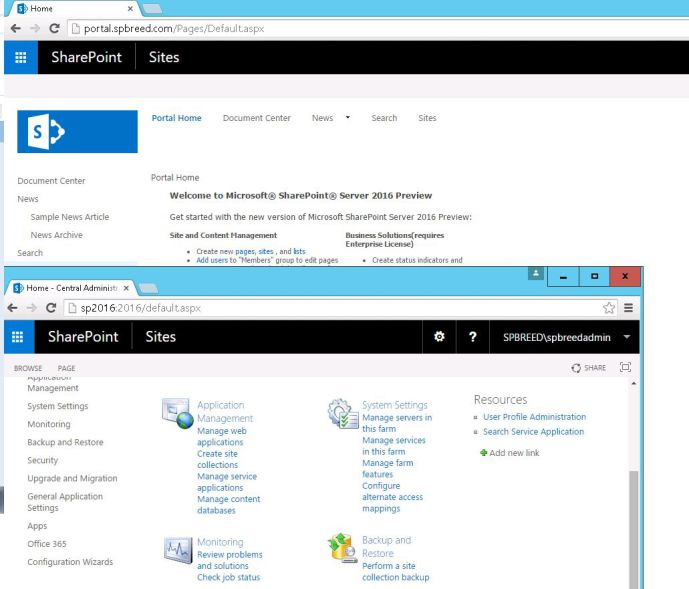 Home
portal.spbreed.com/Pages/Default.aspx
SharePoint Sites
S
Portal Home Document Center News Search Sites
Document Center
News
Sample News Article
News Archive
Search
Portal Home
Welcome to Microsoft® SharePoint® Server 2016 Preview
Get started with the new version of Microsoft SharePoint Server 2016 Preview:
Site and Content Management
Create new pages, sites , and lists
Add users to "Members" group to edit pages
Business Solutions(requires
Enterprise License)
Create status indicators and
Home - Central Administr
sp2016:2016/default.aspx
SharePoint Sites ? SPBREED\spbreedadmin
BROWSE PAGE SHARE
Application
Management
System Settings
Monitoring
Backup and Restore
Security
Upgrade and Migration
General Application
Settings
Apps
Office 365
Configuration Wizards
Application
Management
Manage web
applications
Create site
collections
Manage service
applications
Manage content
databases
System Settings
Manage servers in
this farm
Manage services
in this farm
Manage farm
features
Configure
alternate access
mappings
Monitoring
Review problems
and solutions
Check job status
Backup and
Restore
Perform a site
collection backup
Resources
User Profile Administration
Search Service Application
Add new link